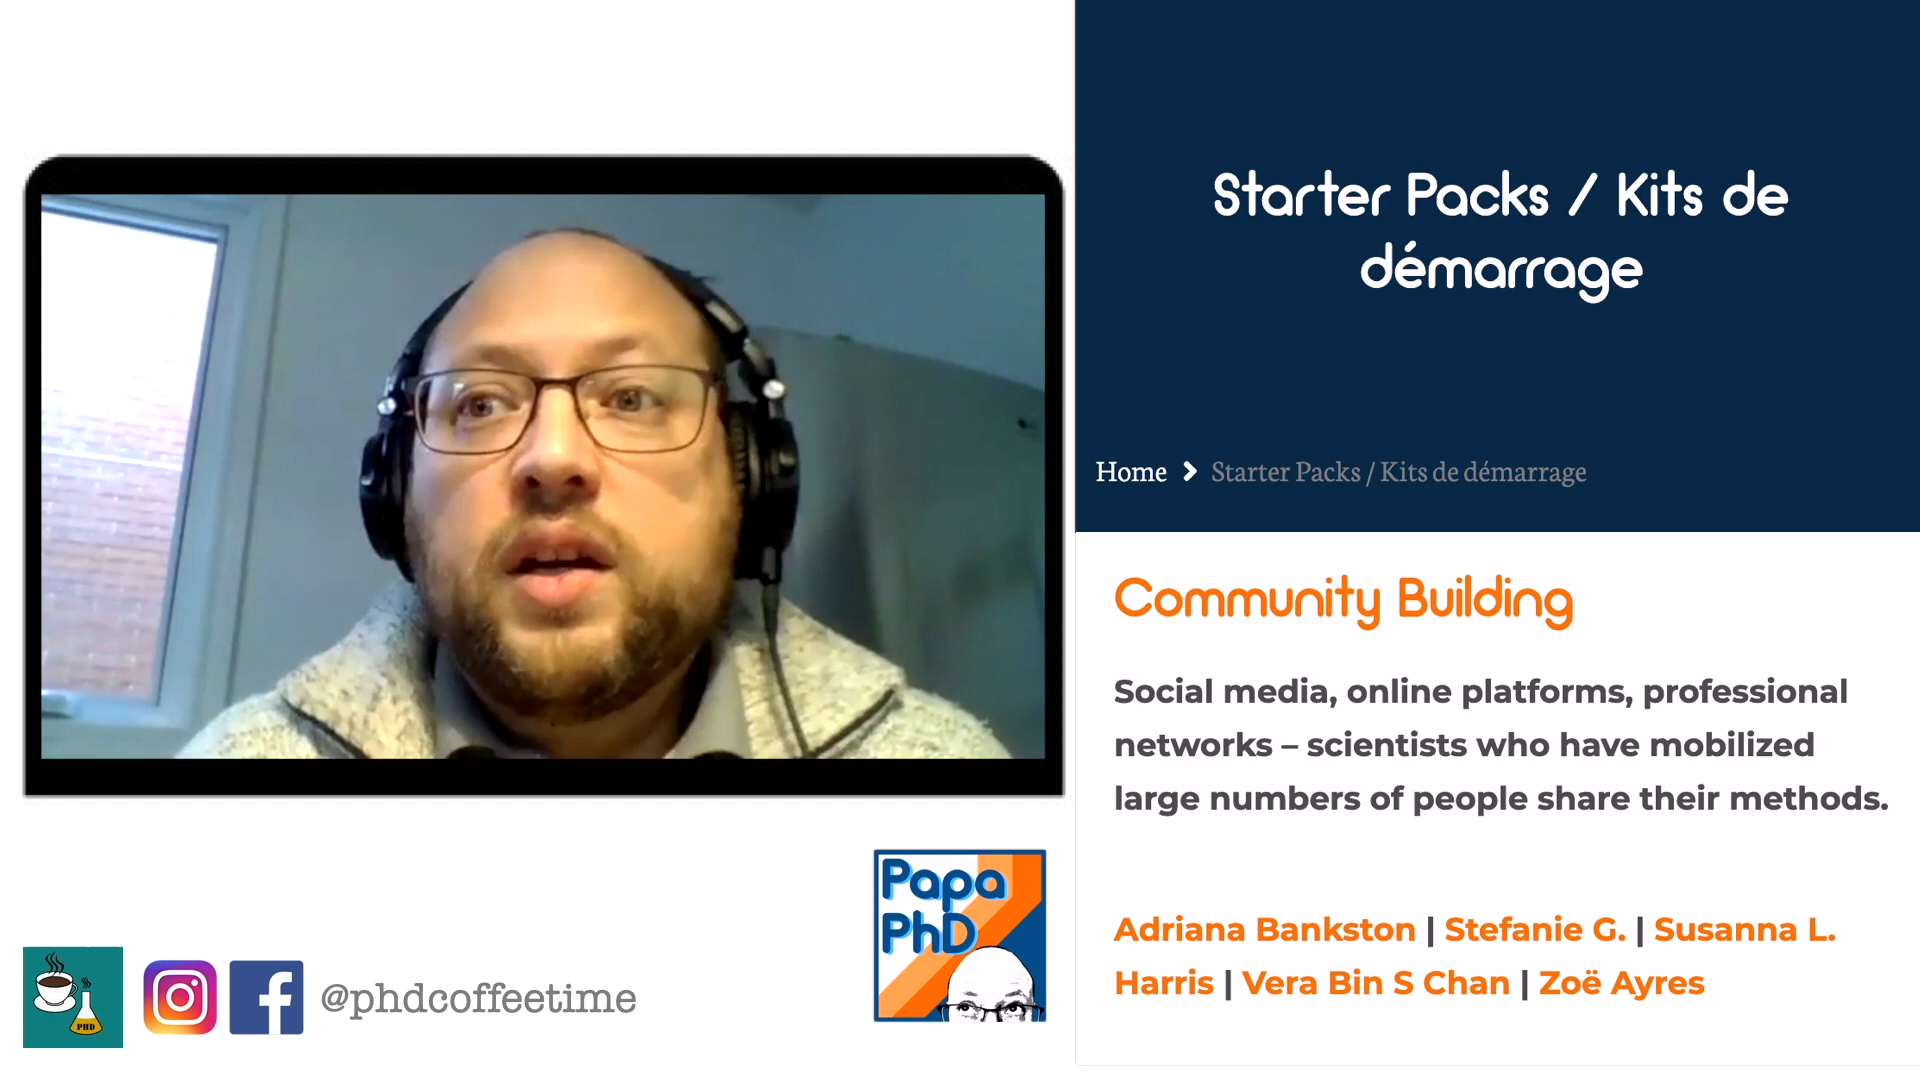 Starter Packs / Kits de
démarrage
Home > Starter Packs / Kits de démarrage
Community Building
Social media, online platforms, professional
networks – scientists who have mobilized
large numbers of people share their methods.
Adriana Bankston | Stefanie G. | Susanna L.
Harris | Vera Bin S Chan | Zoë Ayres
Papa
PhD
PHD
@phdcoffeetime